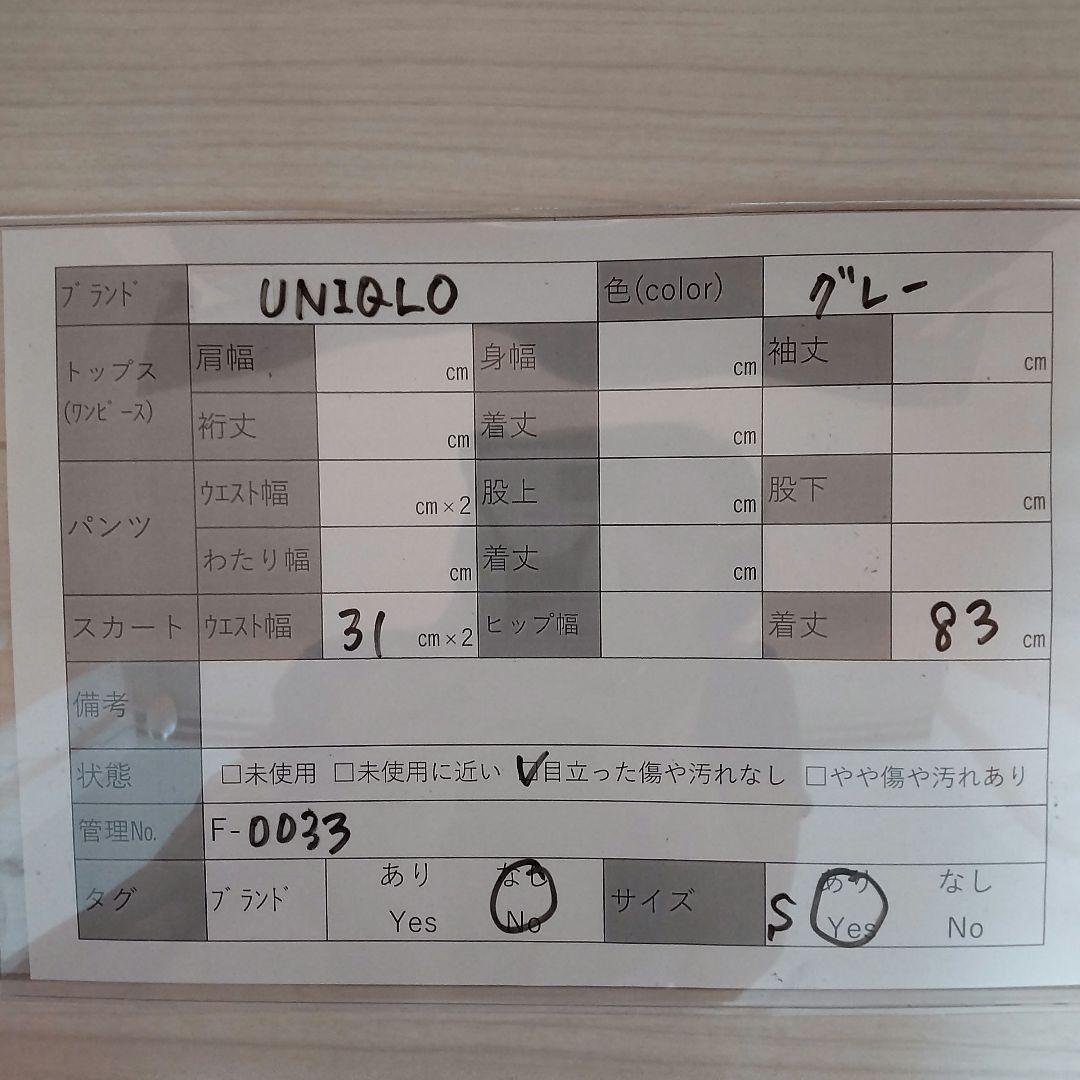 ブランド UNIQLO 色(color) グレー
トップス
(ワンピース)
肩幅 cm 身幅 cm 袖丈 cm
裄丈 cm 着丈 cm
パンツ
ウエスト幅 cm×2 股上 cm 股下 cm
わたり幅 cm 着丈 cm
スカート ウエスト幅 31 cm×2 ヒップ幅 着丈 83 cm
備考
状態 □未使用 □未使用に近い ☑目立った傷や汚れなし □やや傷や汚れあり
管理No. F-0033
タグ ブランド あり Yes なし No サイズ S あり Yes なし No